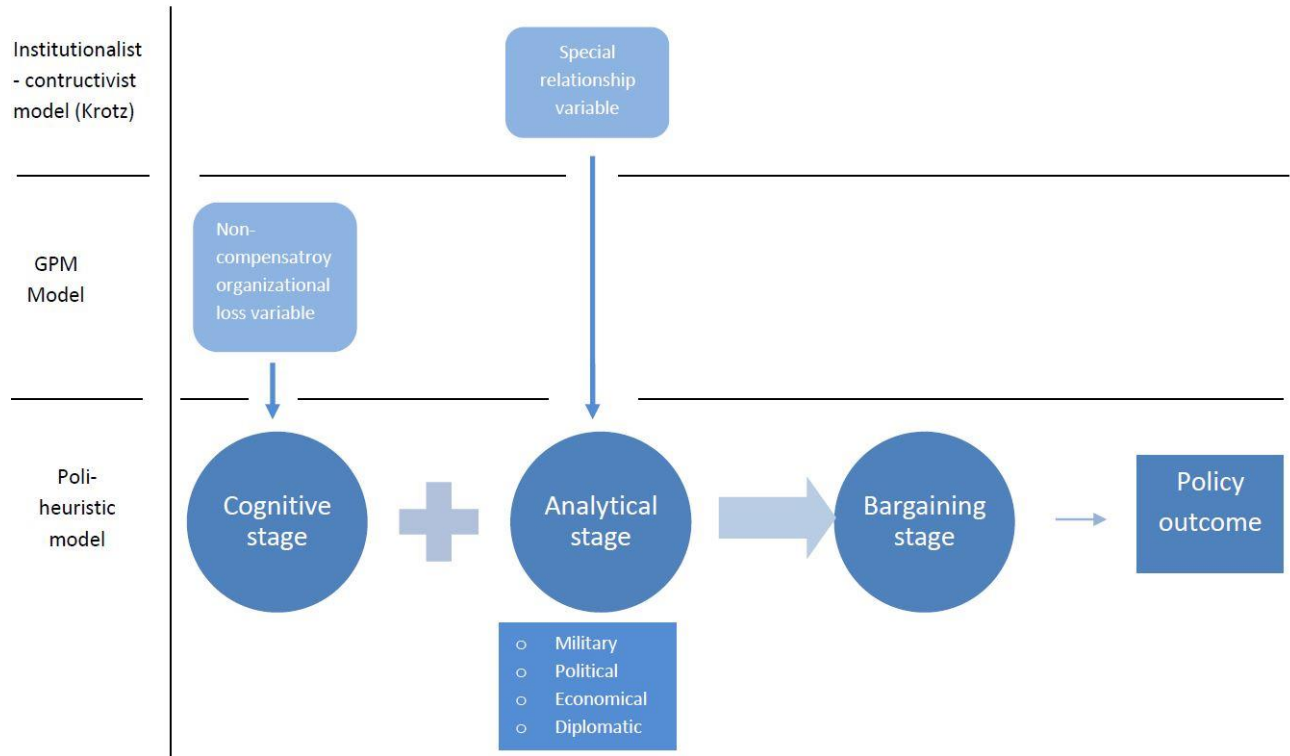 Institutionalist
- contructivist
model (Krotz)
Special
relationship
variable
GPM
Model
Non-
compensatroy
organizational
loss variable
Poli-
heuristic
model
Cognitive
stage
Analytical
stage
Bargaining
stage
Policy
outcome
o Military
o Political
o Economical
o Diplomatic